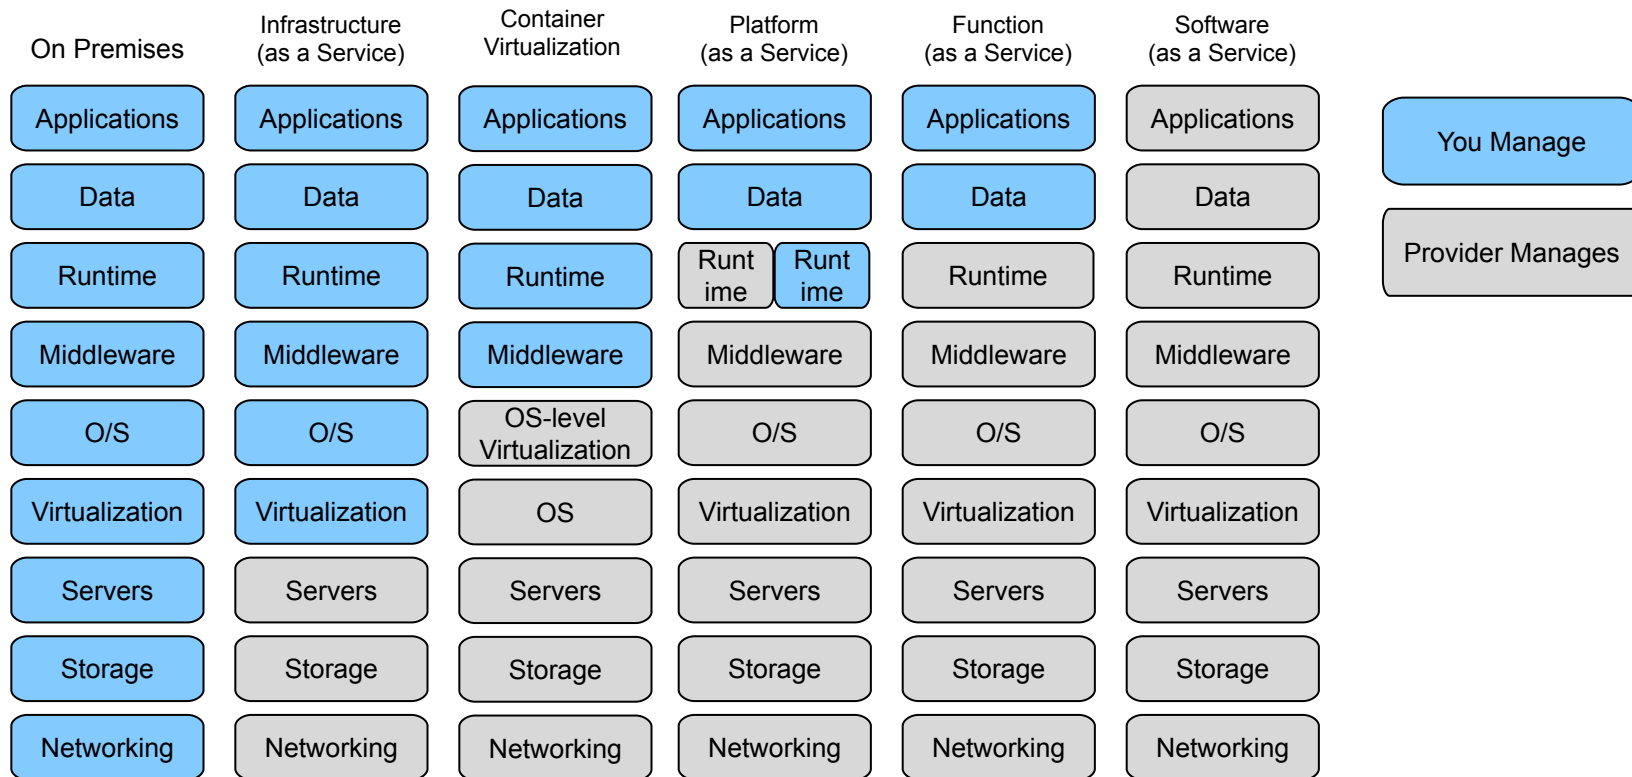 On Premises
Infrastructure
(as a Service)
Container
Virtualization
Platform
(as a Service)
Function
(as a Service)
Software
(as a Service)
Applications
Applications
Applications
Applications
Applications
Applications
You Manage
Data
Data
Data
Data
Data
Data
Provider Manages
Runtime
Runtime
Runtime
Runt
ime
Runt
ime
Runtime
Runtime
Middleware
Middleware
Middleware
Middleware
Middleware
Middleware
O/S
O/S
OS-level
Virtualization
O/S
O/S
O/S
Virtualization
Virtualization
OS
Virtualization
Virtualization
Virtualization
Servers
Servers
Servers
Servers
Servers
Servers
Storage
Storage
Storage
Storage
Storage
Storage
Networking
Networking
Networking
Networking
Networking
Networking